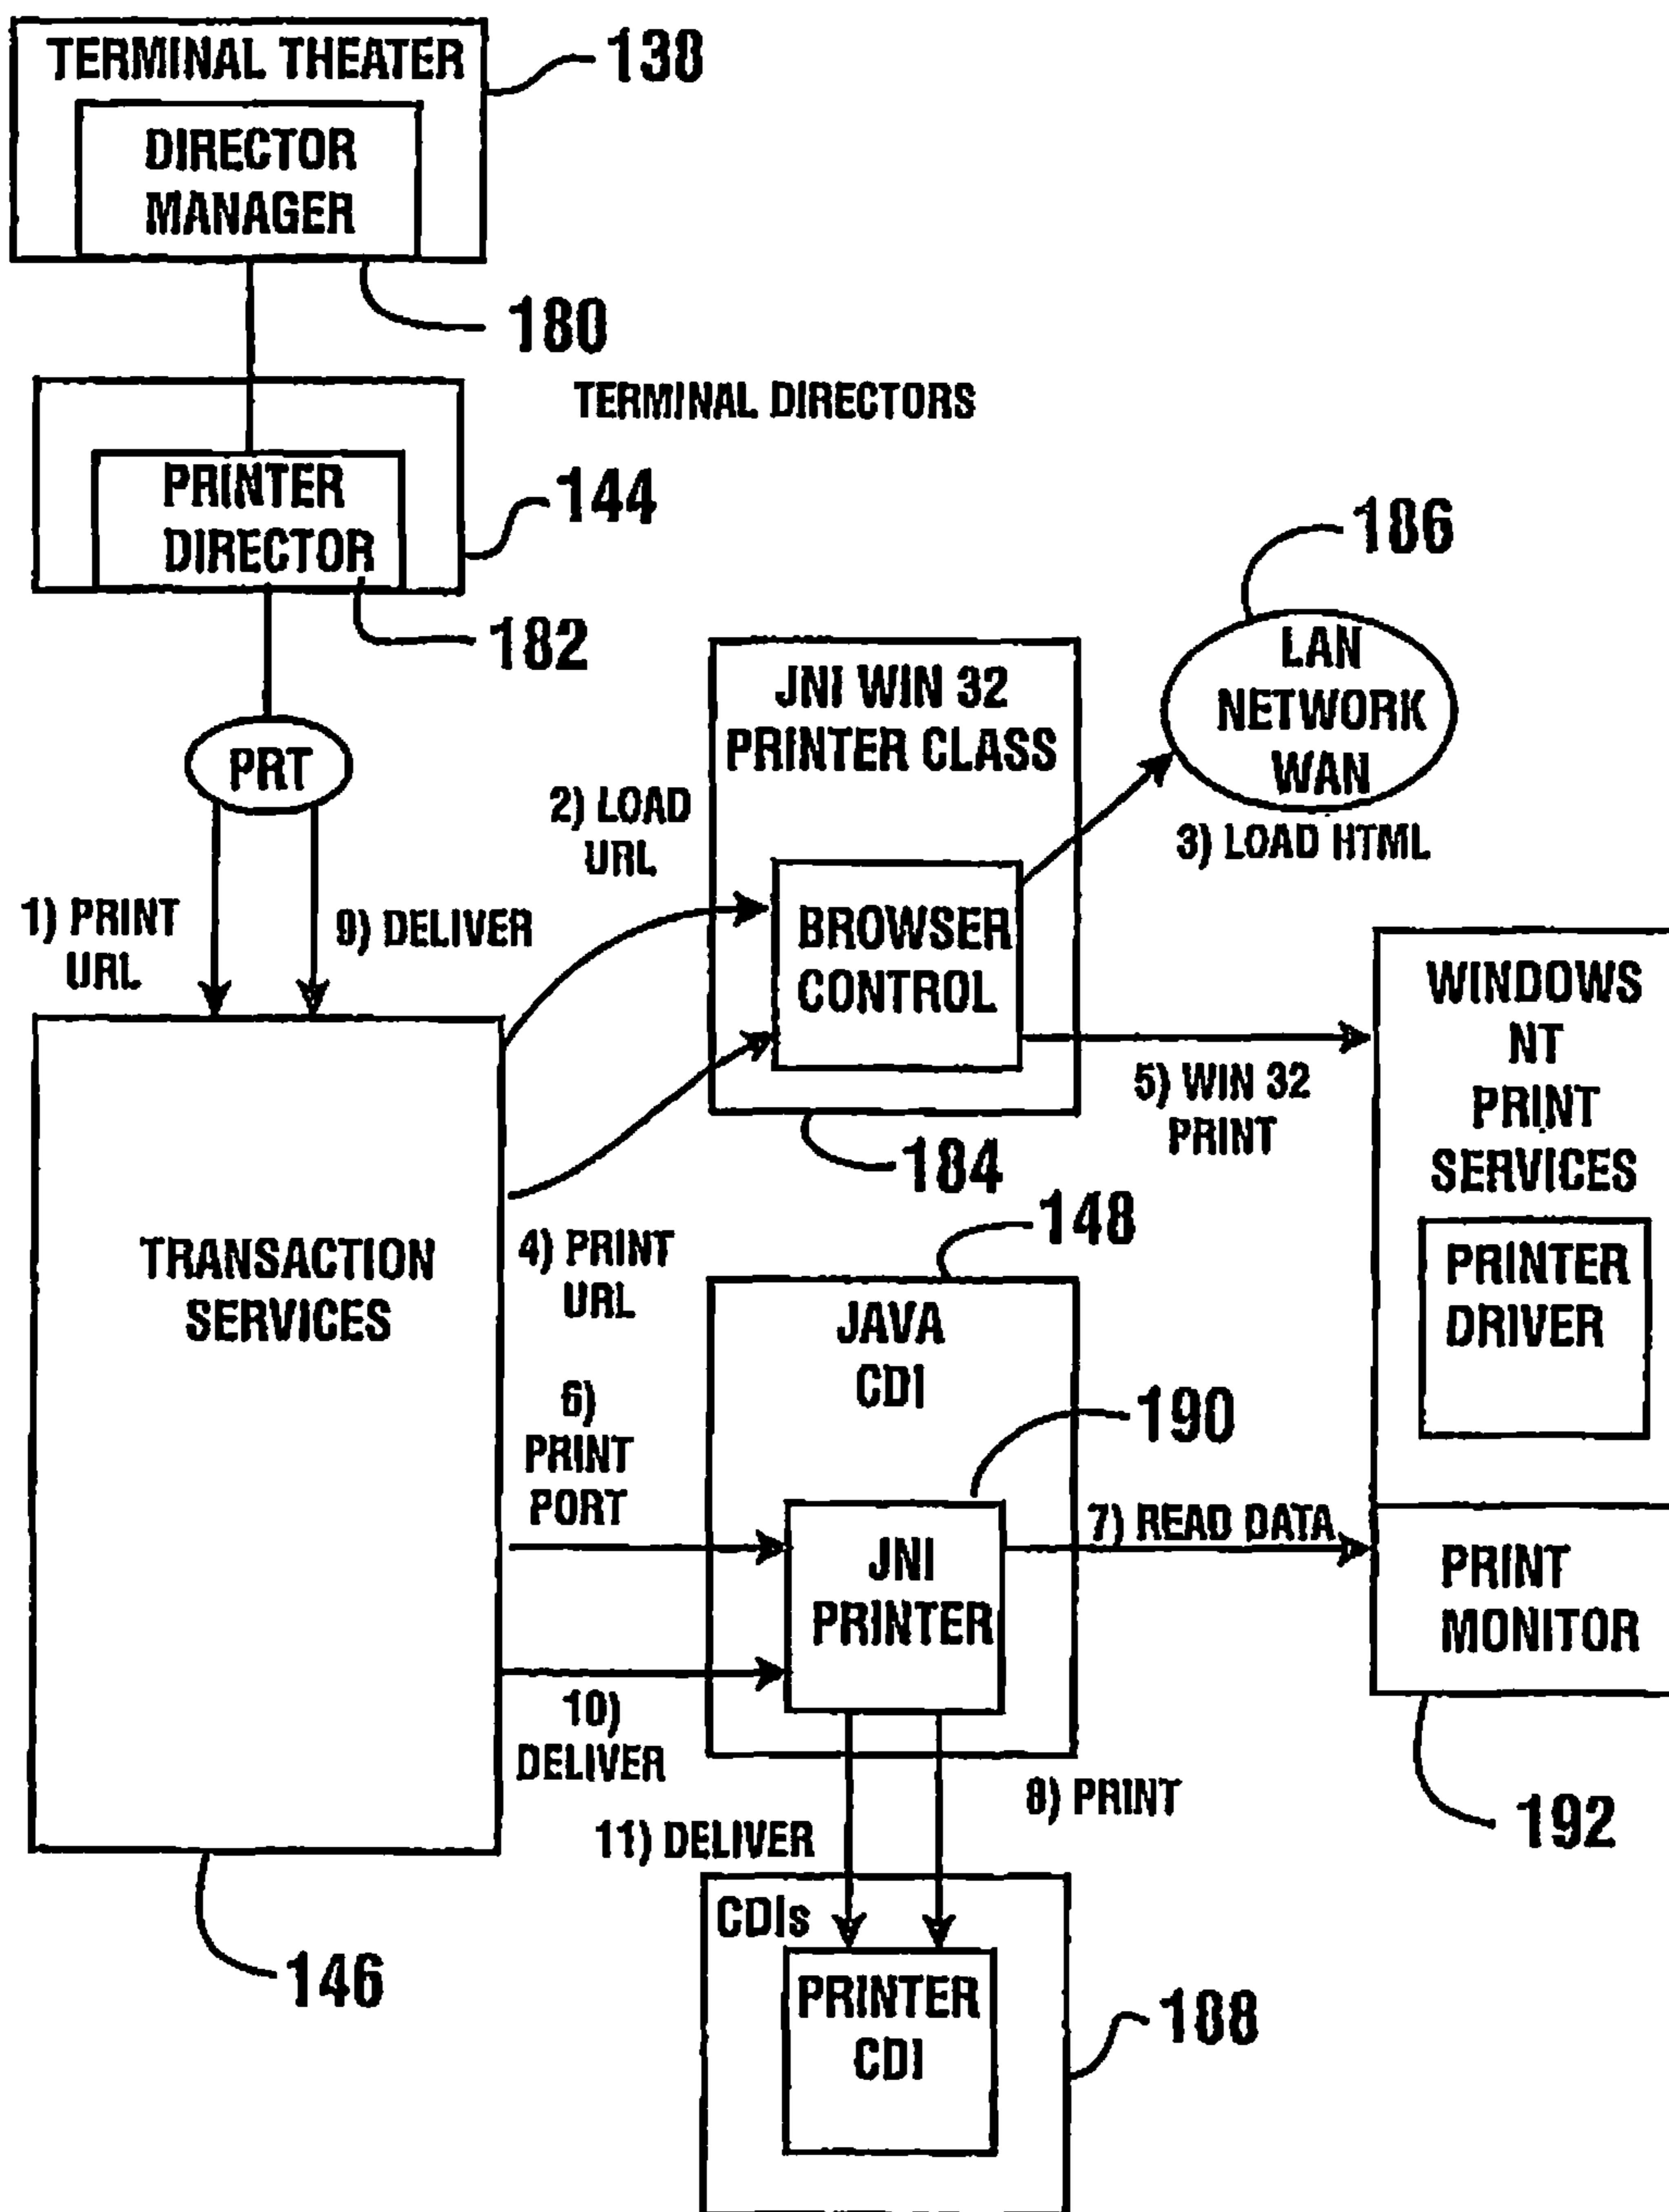 TERMINAL THEATER
138
DIRECTOR
MANAGER
180
TERMINAL DIRECTORS
PRINTER
DIRECTOR
144
182
186
LAN
NETWORK
WAN
JNI WIN 32
PRINTER CLASS
PRT
2) LOAD
URL
3) LOAD HTML
1) PRINT
URL
9) DELIVER
BROWSER
CONTROL
WINDOWS
NT
PRINT
SERVICES
5) WIN 32
PRINT
184
148
TRANSACTION
SERVICES
4) PRINT
URL
PRINTER
DRIVER
JAVA
CDI
6)
PRINT
PORT
190
7) READ DATA
JNI
PRINTER
PRINT
MONITOR
10)
DELIVER
8) PRINT
11) DELIVER
192
CDIs
146
PRINTER
CDI
188